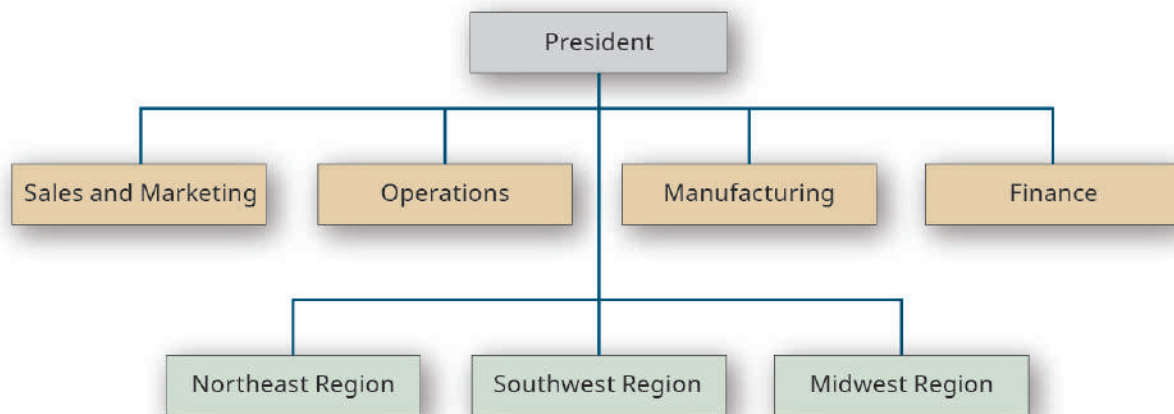 President
Sales and Marketing
Operations
Manufacturing
Finance
Northeast Region
Southwest Region
Midwest Region